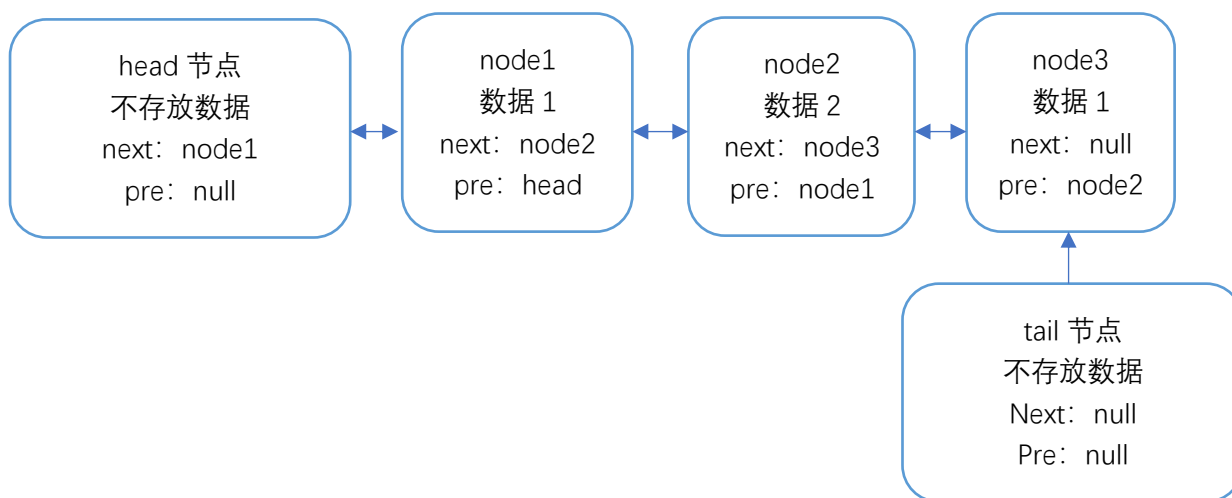 head 节点
不存放数据
next：node1
pre：null
node1
数据 1
next：node2
pre：head
node2
数据 2
next：node3
pre：node1
node3
数据 1
next：null
pre：node2
tail 节点
不存放数据
Next：null
Pre：null